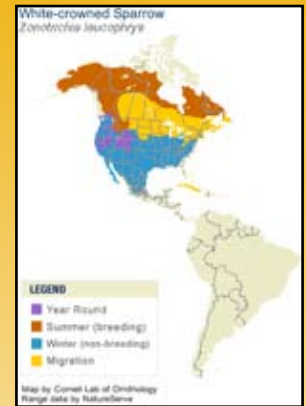 White-crowned Sparrow
Zonotrichia leucophrys
LEGEND
Year Round
Summer (breeding)
Winter (non-breeding)
Migration
Map by Cornell Lab of Ornithology
Range data by NatureServe